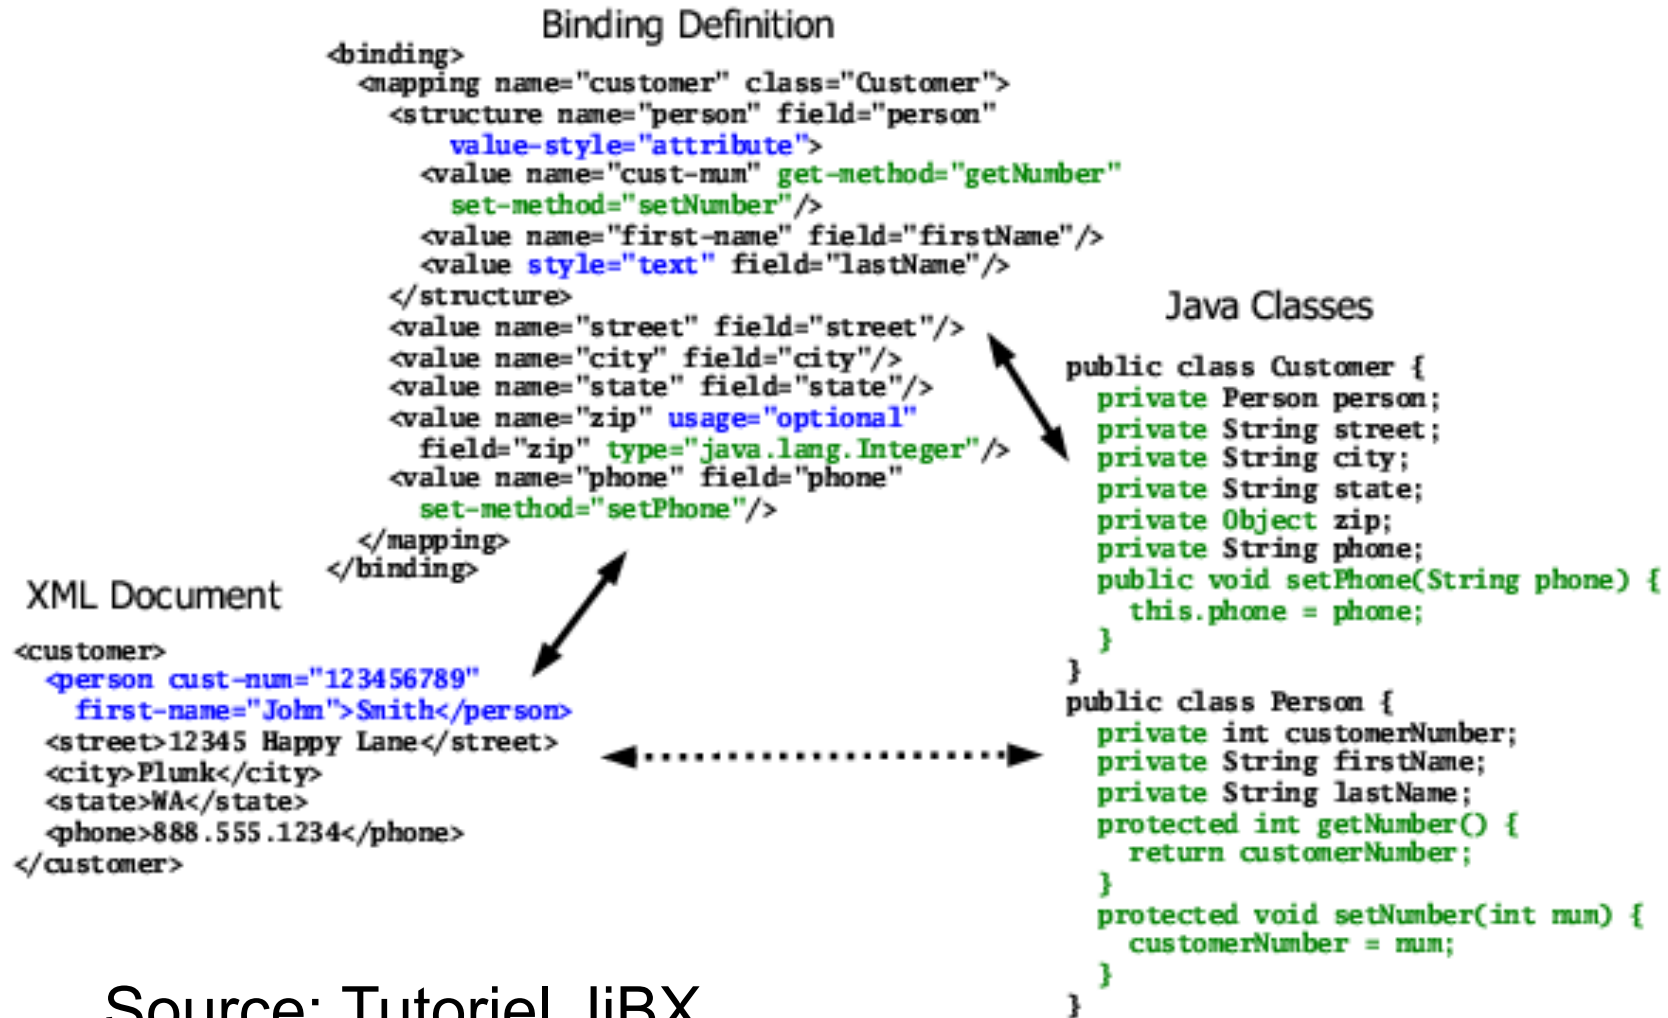 Binding Definition
<binding>
  <mapping name="customer" class="Customer">
    <structure name="person" field="person"
        value-style="attribute">
      <value name="cust-num" get-method="getNumber"
        set-method="setNumber"/>
      <value name="first-name" field="firstName"/>
      <value style="text" field="lastName"/>
    </structure>
    <value name="street" field="street"/>
    <value name="city" field="city"/>
    <value name="state" field="state"/>
    <value name="zip" usage="optional"
      field="zip" type="java.lang.Integer"/>
    <value name="phone" field="phone"
      set-method="setPhone"/>
  </mapping>
</binding>
XML Document
<customer>
  <person cust-num="123456789"
    first-name="John">Smith</person>
  <street>12345 Happy Lane</street>
  <city>Plunk</city>
  <state>WA</state>
  <phone>888.555.1234</phone>
</customer>
Java Classes
public class Customer {
  private Person person;
  private String street;
  private String city;
  private String state;
  private Object zip;
  private String phone;
  public void setPhone(String phone) {
    this.phone = phone;
  }
}
public class Person {
  private int customerNumber;
  private String firstName;
  private String lastName;
  protected int getNumber() {
    return customerNumber;
  }
  protected void setNumber(int num) {
    customerNumber = num;
  }
}
Source: Tutoriel JiBX